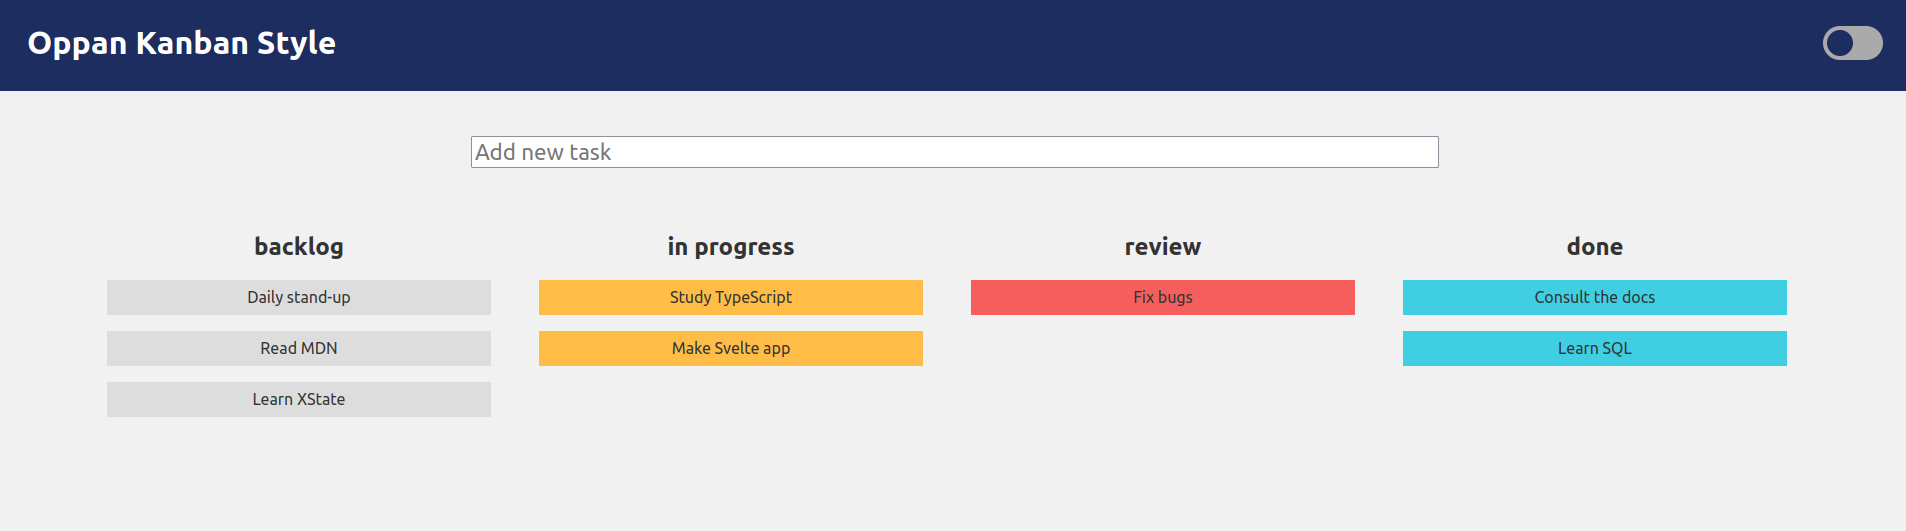 Oppan Kanban Style
Add new task
backlog
Daily stand-up
Read MDN
Learn XState
in progress
Study TypeScript
Make Svelte app
review
Fix bugs
done
Consult the docs
Learn SQL